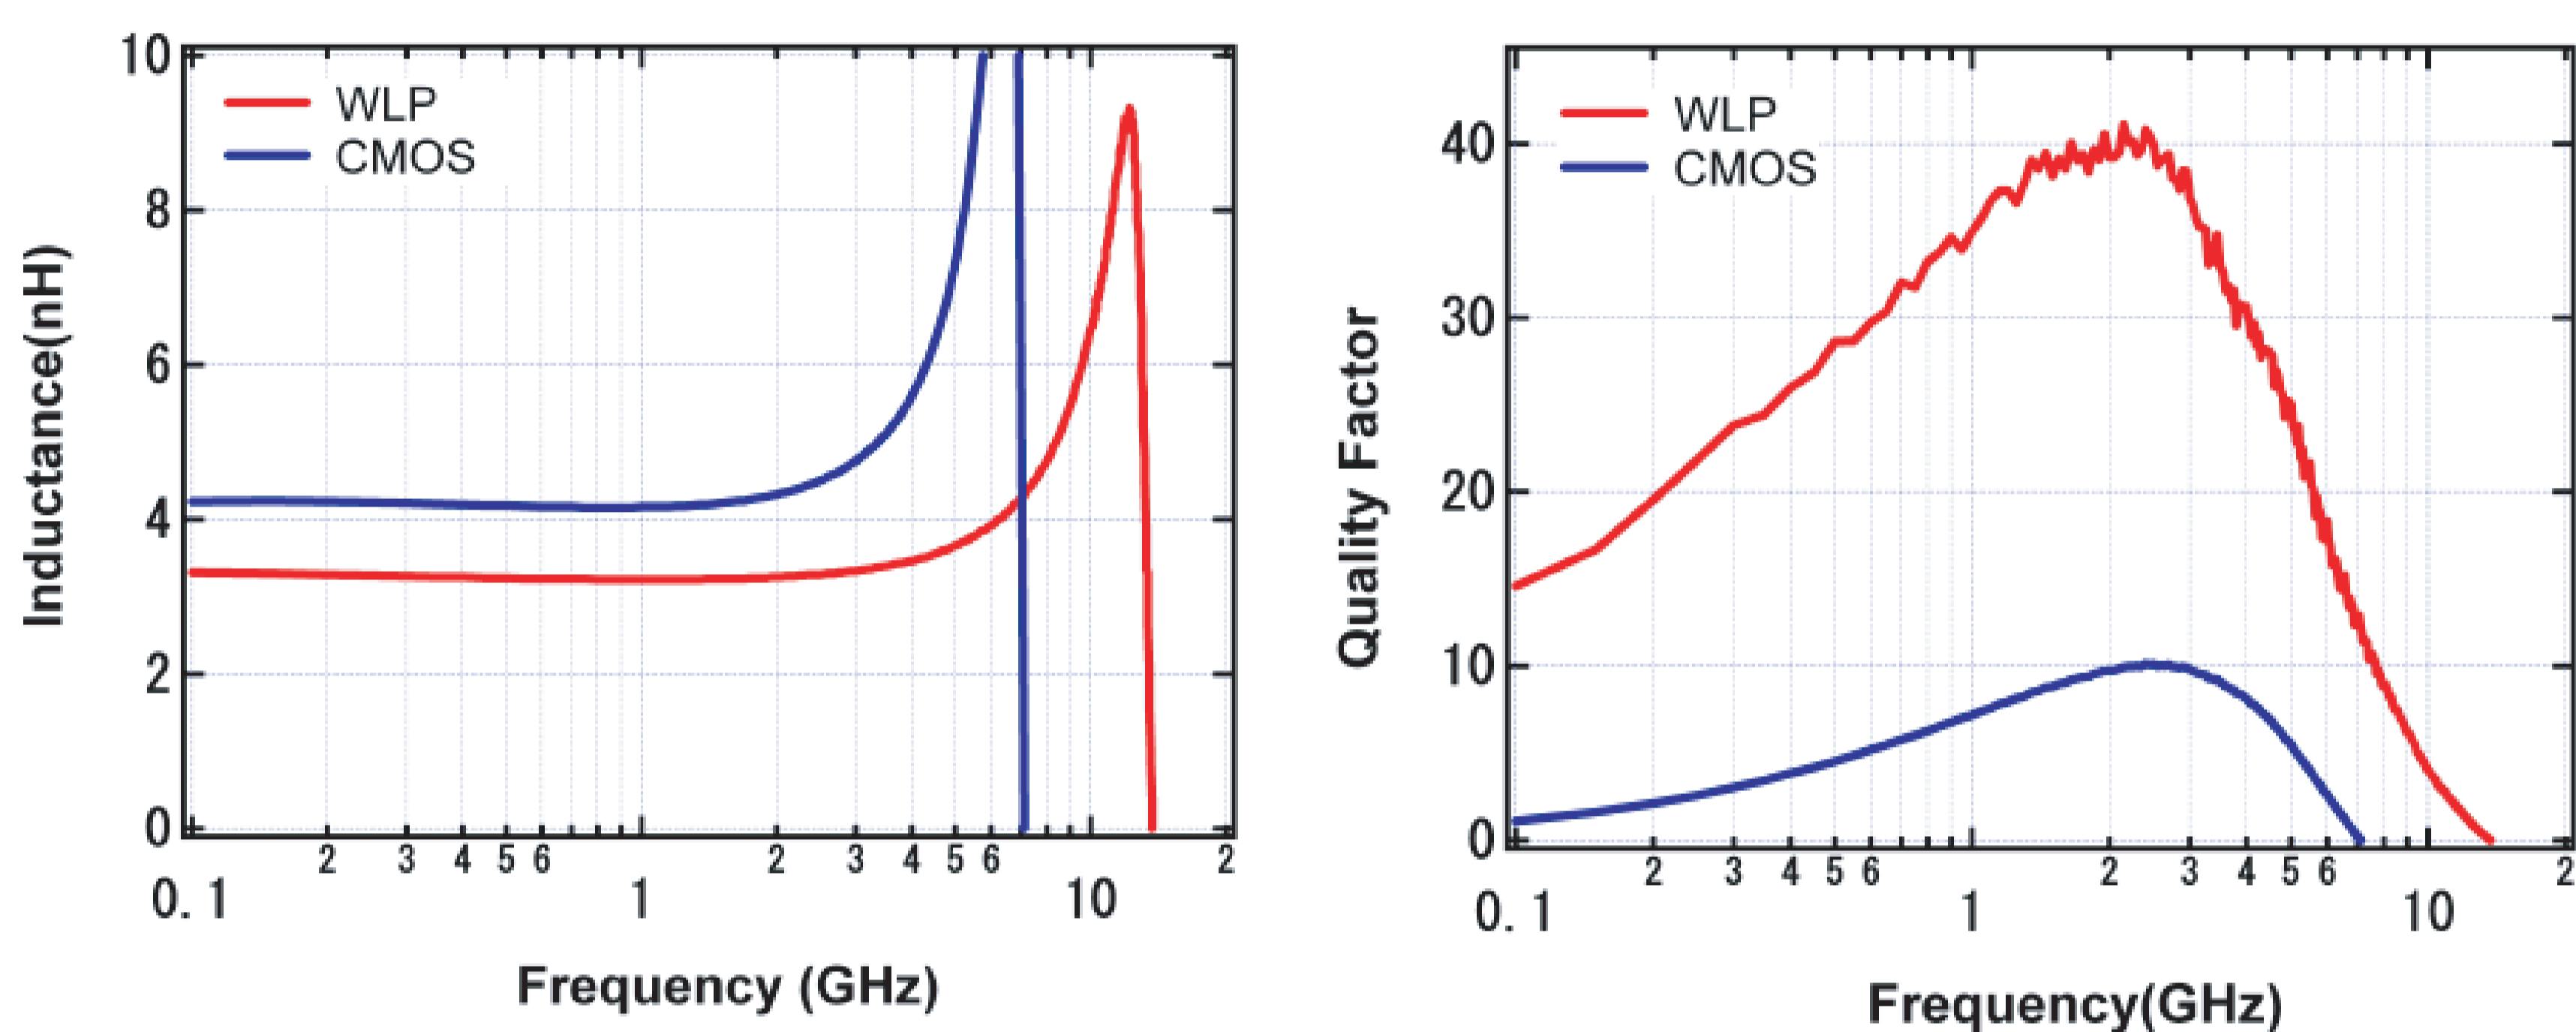 10
8
6
4
2
0
Inductance(nH)
WLP
CMOS
2 3 4 5 6 2 3 4 5 6 2
0.1 1 10
Frequency (GHz)
40
30
20
10
0
Quality Factor
WLP
CMOS
2 3 4 5 6 2 3 4 5 6 2
0.1 1 10
Frequency(GHz)